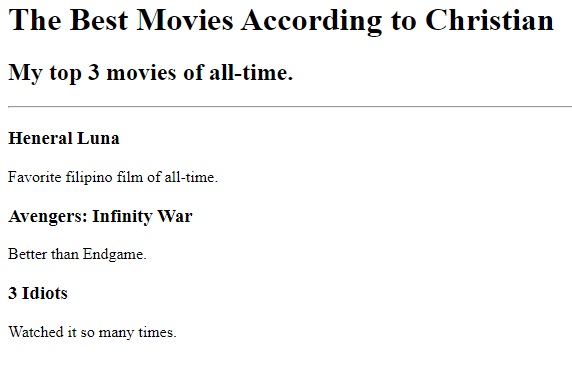 The Best Movies According to Christian
My top 3 movies of all-time.
Heneral Luna
Favorite filipino film of all-time.
Avengers: Infinity War
Better than Endgame.
3 Idiots
Watched it so many times.